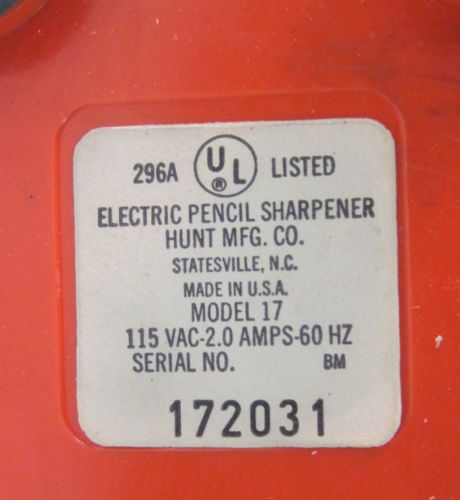 296A UL® LISTED
ELECTRIC PENCIL SHARPENER
HUNT MFG. CO.
STATESVILLE, N.C.
MADE IN U.S.A.
MODEL 17
115 VAC-2.0 AMPS-60 HZ
SERIAL NO. BM
172031